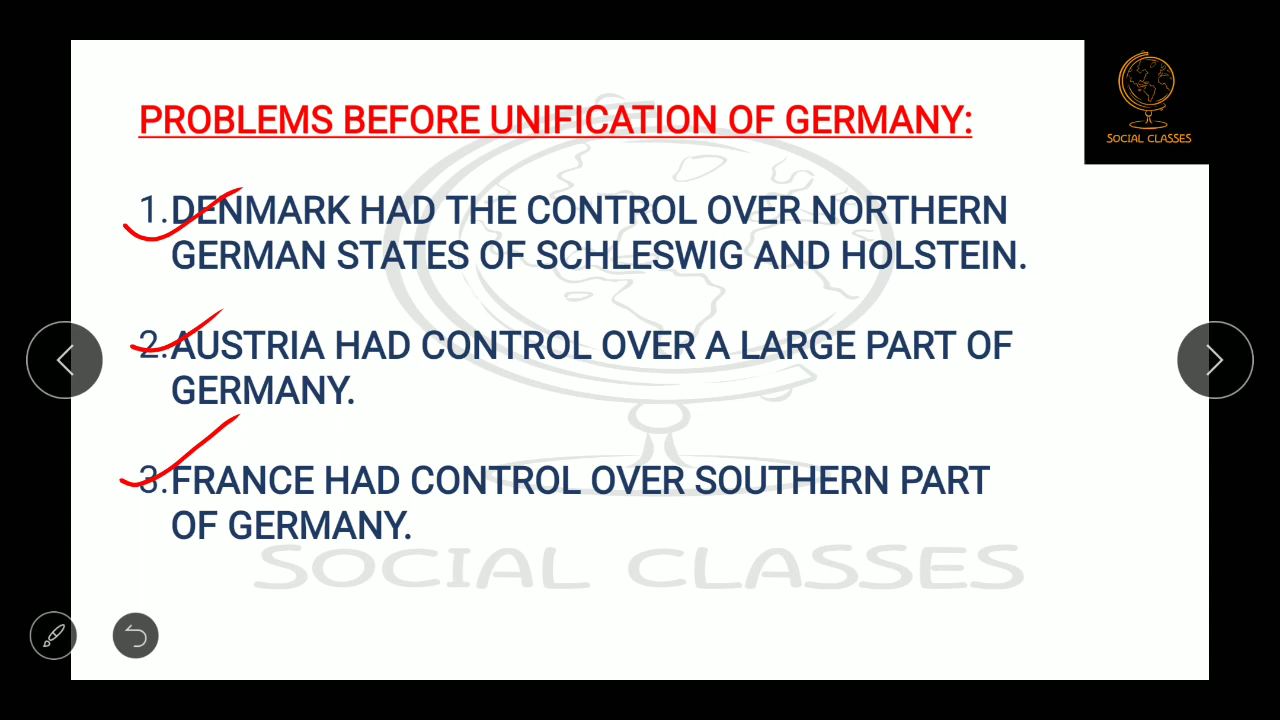 SOCIAL CLASSES
PROBLEMS BEFORE UNIFICATION OF GERMANY:
1. DENMARK HAD THE CONTROL OVER NORTHERN
GERMAN STATES OF SCHLESWIG AND HOLSTEIN.
2. AUSTRIA HAD CONTROL OVER A LARGE PART OF
GERMANY.
3. FRANCE HAD CONTROL OVER SOUTHERN PART
OF GERMANY.
SOCIAL CLASSES